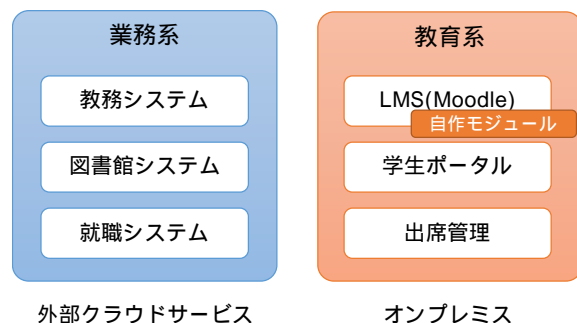 業務系
教務システム
図書館システム
就職システム
外部クラウドサービス
教育系
LMS(Moodle)
自作モジュール
学生ポータル
出席管理
オンプレミス